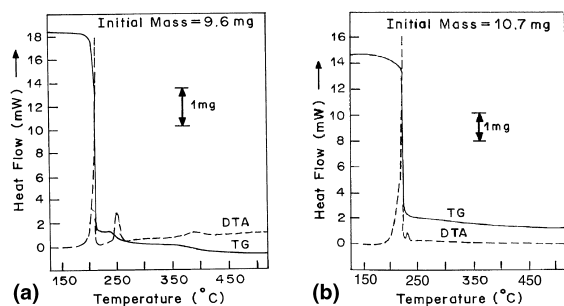 Initial Mass = 9.6 mg
18
16
14
12
10
8
6
4
2
0
Heat Flow (mW)
1mg
DTA
TG
150
250
350
450
Temperature (°C)
(a)
Initial Mass = 10.7 mg
18
16
14
12
10
8
6
4
2
0
Heat Flow (mW)
1mg
TG
DTA
150
250
350
450
Temperature (°C)
(b)